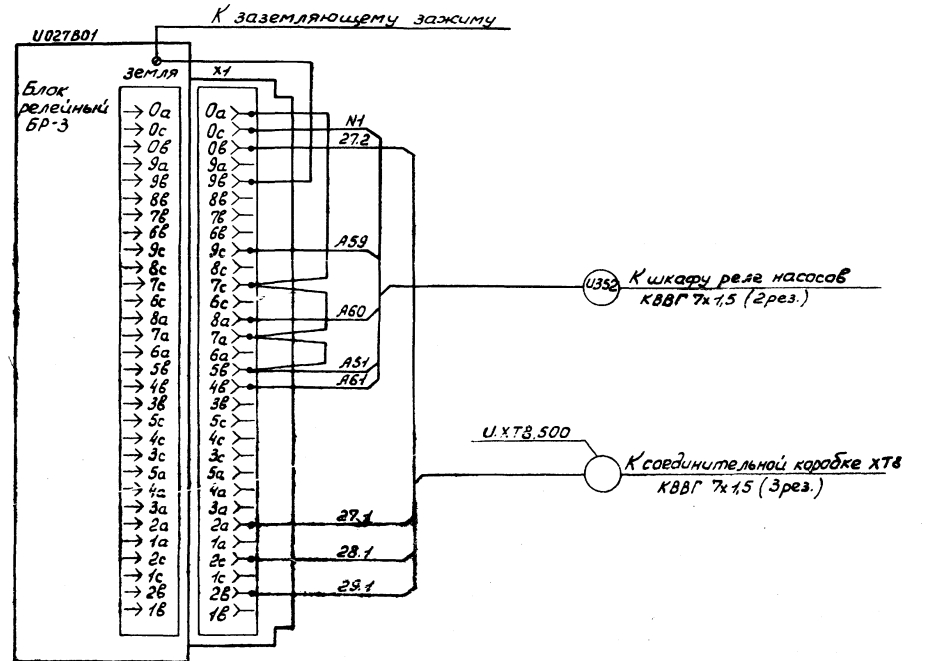 К заземляющему зажиму
U027В01
земля
х1
Блок
релейный
БР-3
0а 0а
0с 0с N1
0в 0в 27.2
9а 9а
9в 9в
8в 8в
7в 7в
6в 6в
9с 9с А59
8с 8с
7с 7с
6с 6с
8а 8а А60
7а 7а
6а 6а
5в 5в А51
4в 4в А61
3в 3в
5с 5с
4с 4с
3с 3с
5а 5а
4а 4а
3а 3а
2а 2а 27.1
1а 1а
2с 2с 28.1
1с 1с
2в 2в 29.1
1в 1в
U352
К шкафу реле насосов
КВВГ 7х1,5 (2рез.)
U.ХТ8.500
К соединительной коробке ХТ8
КВВГ 7х1,5 (3рез.)